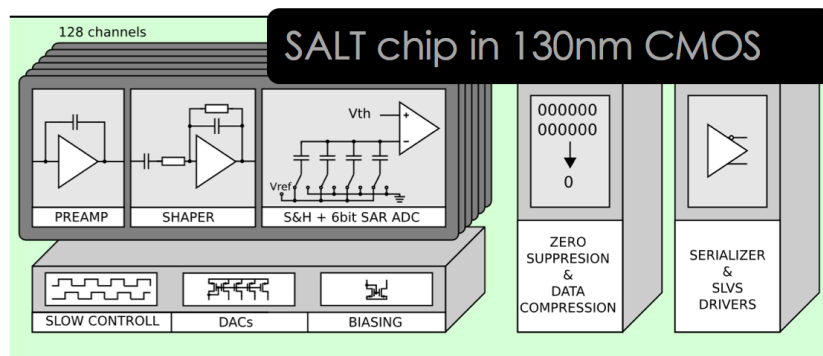 SALT chip in 130nm CMOS
128 channels
Vth
+
-
Vref
PREAMP
SHAPER
S&H + 6bit SAR ADC
000000
000000
0
ZERO
SUPPRESION
&
DATA
COMPRESSION
SERIALIZER
&
SLVS
DRIVERS
SLOW CONTROLL
DACs
BIASING